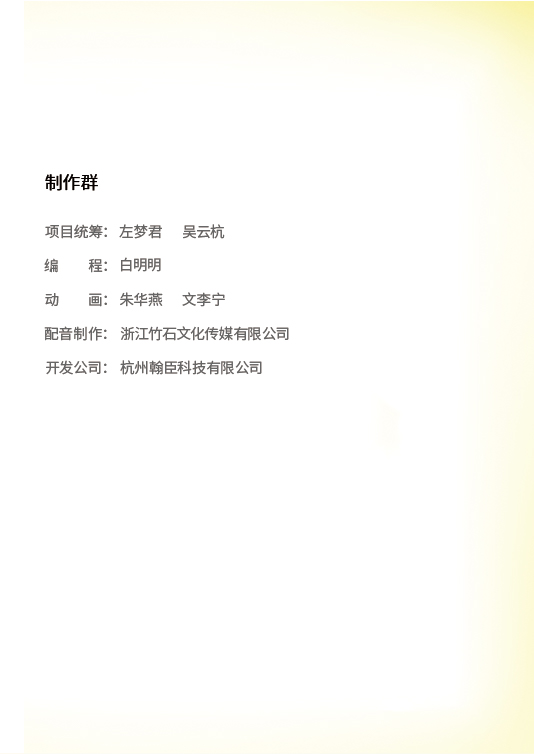 制作群
项目统筹： 左梦君 吴云杭
编 程： 白明明
动 画： 朱华燕 文李宁
配音制作： 浙江竹石文化传媒有限公司
开发公司： 杭州翰臣科技有限公司